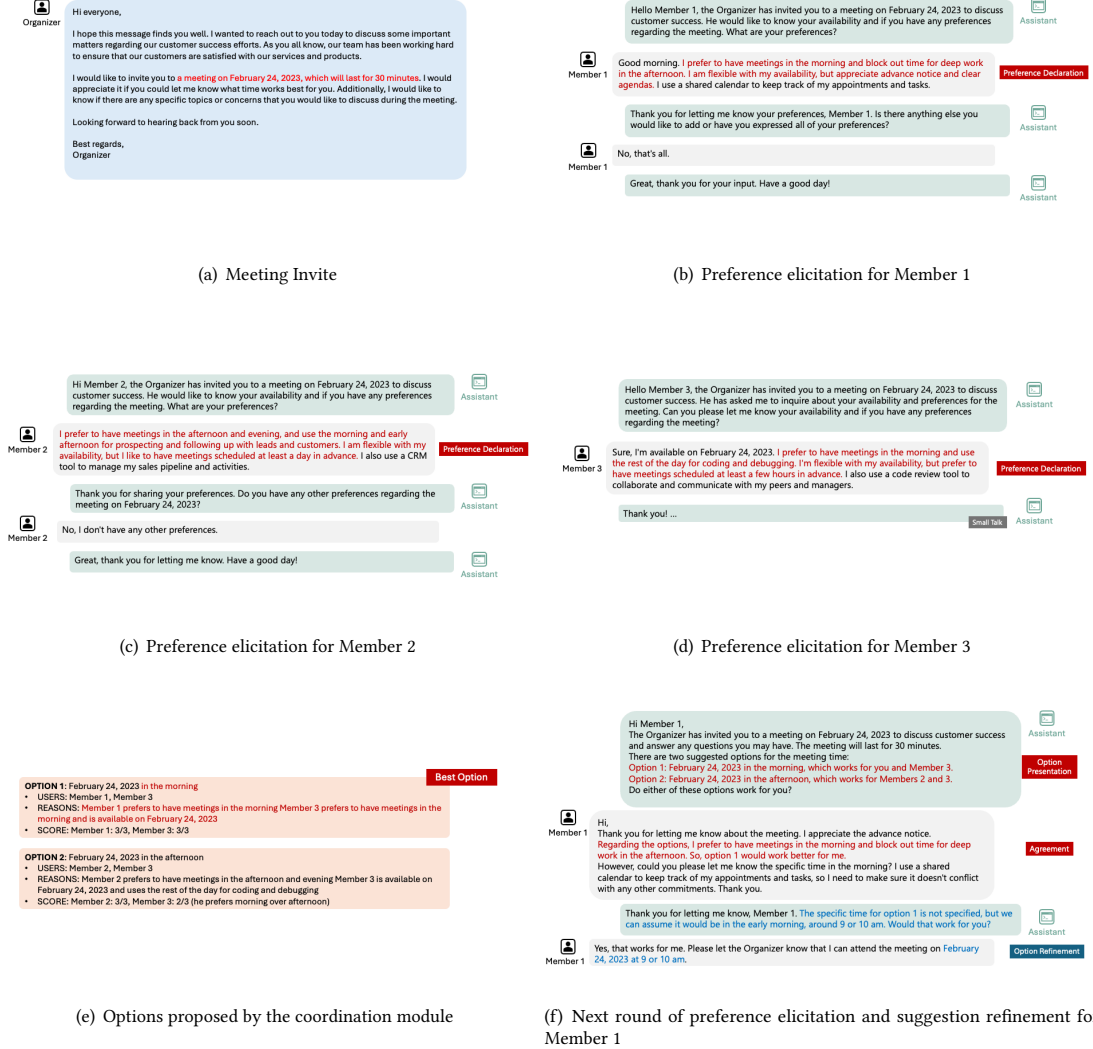 Organizer
Hi everyone,
I hope this message finds you well. I wanted to reach out to you today to discuss some important
matters regarding our customer success efforts. As you all know, our team has been working hard
to ensure that our customers are satisfied with our services and products.
I would like to invite you to a meeting on February 24, 2023, which will last for 30 minutes. I would
appreciate it if you could let me know what time works best for you. Additionally, I would like to
know if there are any specific topics or concerns that you would like to discuss during the meeting.
Looking forward to hearing back from you soon.
Best regards,
Organizer
(a) Meeting Invite
Hello Member 1, the Organizer has invited you to a meeting on February 24, 2023 to discuss
customer success. He would like to know your availability and if you have any preferences
regarding the meeting. What are your preferences?
Assistant
Member 1
Good morning. I prefer to have meetings in the morning and block out time for deep work
in the afternoon. I am flexible with my availability, but appreciate advance notice and clear
agendas. I use a shared calendar to keep track of my appointments and tasks.
Preference Declaration
Thank you for letting me know your preferences, Member 1. Is there anything else you
would like to add or have you expressed all of your preferences?
Assistant
Member 1
No, that's all.
Great, thank you for your input. Have a good day!
Assistant
(b) Preference elicitation for Member 1
Hi Member 2, the Organizer has invited you to a meeting on February 24, 2023 to discuss
customer success. He would like to know your availability and if you have any preferences
regarding the meeting. What are your preferences?
Assistant
Member 2
I prefer to have meetings in the afternoon and evening, and use the morning and early
afternoon for prospecting and following up with leads and customers. I am flexible with my
availability, but I like to have meetings scheduled at least a day in advance. I also use a CRM
tool to manage my sales pipeline and activities.
Preference Declaration
Thank you for sharing your preferences. Do you have any other preferences regarding the
meeting on February 24, 2023?
Assistant
Member 2
No, I don't have any other preferences.
Great, thank you for letting me know. Have a good day!
Assistant
(c) Preference elicitation for Member 2
Hello Member 3, the Organizer has invited you to a meeting on February 24, 2023 to discuss
customer success. He has asked me to inquire about your availability and preferences for the
meeting. Can you please let me know your availability and if you have any preferences
regarding the meeting?
Assistant
Member 3
Sure, I'm available on February 24, 2023. I prefer to have meetings in the morning and use
the rest of the day for coding and debugging. I'm flexible with my availability, but prefer to
have meetings scheduled at least a few hours in advance. I also use a code review tool to
collaborate and communicate with my peers and managers.
Preference Declaration
Thank you! ...
Small Talk
Assistant
(d) Preference elicitation for Member 3
Best Option
OPTION 1: February 24, 2023 in the morning
• USERS: Member 1, Member 3
• REASONS: Member 1 prefers to have meetings in the morning Member 3 prefers to have meetings in the
morning and is available on February 24, 2023
• SCORE: Member 1: 3/3, Member 3: 3/3
OPTION 2: February 24, 2023 in the afternoon
• USERS: Member 2, Member 3
• REASONS: Member 2 prefers to have meetings in the afternoon and evening Member 3 is available on
February 24, 2023 and uses the rest of the day for coding and debugging
• SCORE: Member 2: 3/3, Member 3: 2/3 (he prefers morning over afternoon)
(e) Options proposed by the coordination module
Hi Member 1,
The Organizer has invited you to a meeting on February 24, 2023 to discuss customer success
and answer any questions you may have. The meeting will last for 30 minutes.
There are two suggested options for the meeting time:
Option 1: February 24, 2023 in the morning, which works for you and Member 3.
Option 2: February 24, 2023 in the afternoon, which works for Members 2 and 3.
Do either of these options work for you?
Assistant
Option
Presentation
Member 1
Hi,
Thank you for letting me know about the meeting. I appreciate the advance notice.
Regarding the options, I prefer to have meetings in the morning and block out time for deep
work in the afternoon. So, option 1 would work better for me.
However, could you please let me know the specific time in the morning? I use a shared
calendar to keep track of my appointments and tasks, so I need to make sure it doesn't conflict
with any other commitments. Thank you.
Agreement
Thank you for letting me know, Member 1. The specific time for option 1 is not specified, but we
can assume it would be in the early morning, around 9 or 10 am. Would that work for you?
Assistant
Member 1
Yes, that works for me. Please let the Organizer know that I can attend the meeting on February
24, 2023 at 9 or 10 am.
Option Refinement
(f) Next round of preference elicitation and suggestion refinement fo
Member 1